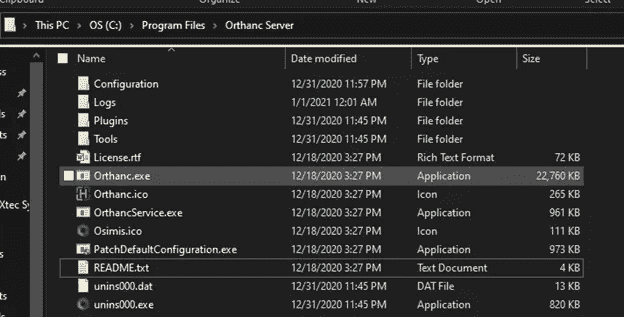 Organize New Open Select
This PC > OS (C:) > Program Files > Orthanc Server
Name Date modified Type Size
Configuration 12/31/2020 11:57 PM File folder
Logs 1/1/2021 12:01 AM File folder
Plugins 12/31/2020 11:45 PM File folder
Tools 12/31/2020 11:45 PM File folder
License.rtf 12/18/2020 3:27 PM Rich Text Format 72 KB
Orthanc.exe 12/18/2020 3:27 PM Application 22,760 KB
Orthanc.ico 12/18/2020 3:27 PM Icon 265 KB
Xtec Sy OrthancService.exe 12/18/2020 3:27 PM Application 961 KB
Osimis.ico 12/18/2020 3:27 PM Icon 111 KB
PatchDefaultConfiguration.exe 12/18/2020 3:27 PM Application 973 KB
README.txt 12/18/2020 3:27 PM Text Document 4 KB
unins000.dat 12/31/2020 11:45 PM DAT File 13 KB
unins000.exe 12/31/2020 11:45 PM Application 820 KB